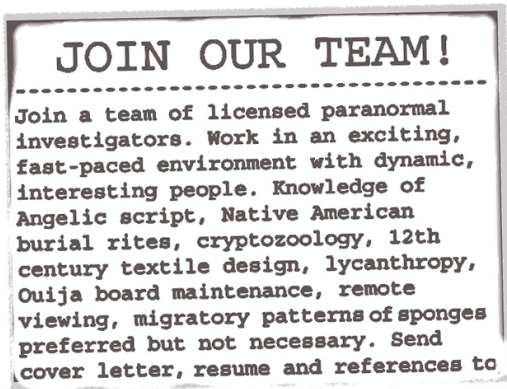 JOIN OUR TEAM!
Join a team of licensed paranormal
investigators. Work in an exciting,
fast-paced environment with dynamic,
interesting people. Knowledge of
Angelic script, Native American
burial rites, cryptozoology, 12th
century textile design, lycanthropy,
Ouija board maintenance, remote
viewing, migratory patterns of sponges
preferred but not necessary. Send
cover letter, resume and references to